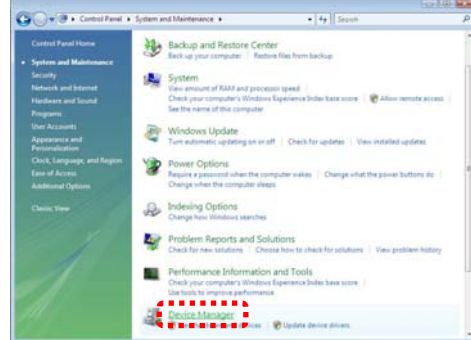 Control Panel ▸ System and Maintenance ▸
Search
Control Panel Home
System and Maintenance
Security
Network and Internet
Hardware and Sound
Programs
User Accounts
Appearance and
Personalization
Clock, Language, and Region
Ease of Access
Additional Options
Classic View
Backup and Restore Center
Back up your computer | Restore files from backup
System
View amount of RAM and processor speed
Check your computer's Windows Experience Index base score | Allow remote access
See the name of this computer
Windows Update
Turn automatic updating on or off | Check for updates | View installed updates
Power Options
Require a password when the computer wakes | Change what the power buttons do
Change when the computer sleeps
Indexing Options
Change how Windows searches
Problem Reports and Solutions
Check for new solutions | Choose how to check for solutions | View problem history
Performance Information and Tools
Check your computer's Windows Experience Index base score
Use tools to improve performance
Device Manager
Update device drivers